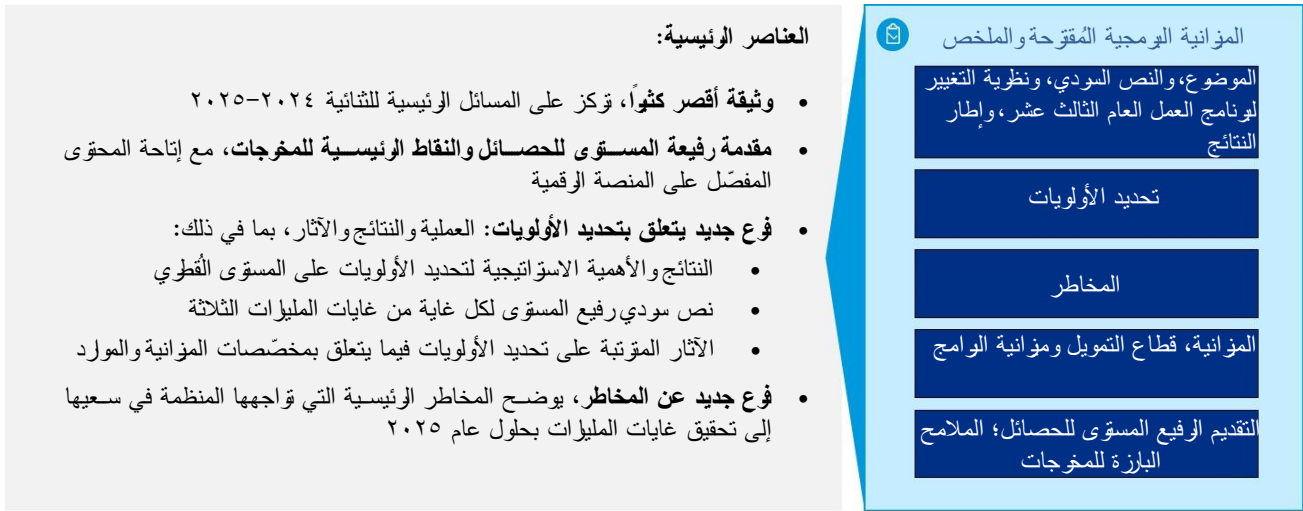 الميزانية البرمجية المُقترحة والملخص
الموضوع، والنص السردي، ونظرية التغيير
لبرنامج العمل العام الثالث عشر، وإطار
النتائج
تحديد الأولويات
المخاطر
الميزانية، قطاع التمويل وميزانية البرامج
التقديم الرفيع المستوى للحصائل؛ الملامح
البارزة للمخرجات
العناصر الرئيسية:
• وثيقة أقصر كثيرًا، تركز على المسائل الرئيسية للثنائية ٢٠٢٤-٢٠٢٥
• مقدمة رفيعة المستوى للحصائل والنقاط الرئيسية للمخرجات، مع إتاحة المحتوى
المفصّل على المنصة الرقمية
• فرع جديد يتعلق بتحديد الأولويات: العملية والنتائج والآثار، بما في ذلك:
• النتائج والأهمية الاستراتيجية لتحديد الأولويات على المستوى القُطري
• نص سردي رفيع المستوى لكل غاية من غايات المليارات الثلاثة
• الآثار المترتبة على تحديد الأولويات فيما يتعلق بمخصّصات الميزانية والموارد
• فرع جديد عن المخاطر، يوضح المخاطر الرئيسية التي تواجهها المنظمة في سعيها
إلى تحقيق غايات المليارات بحلول عام ٢٠٢٥